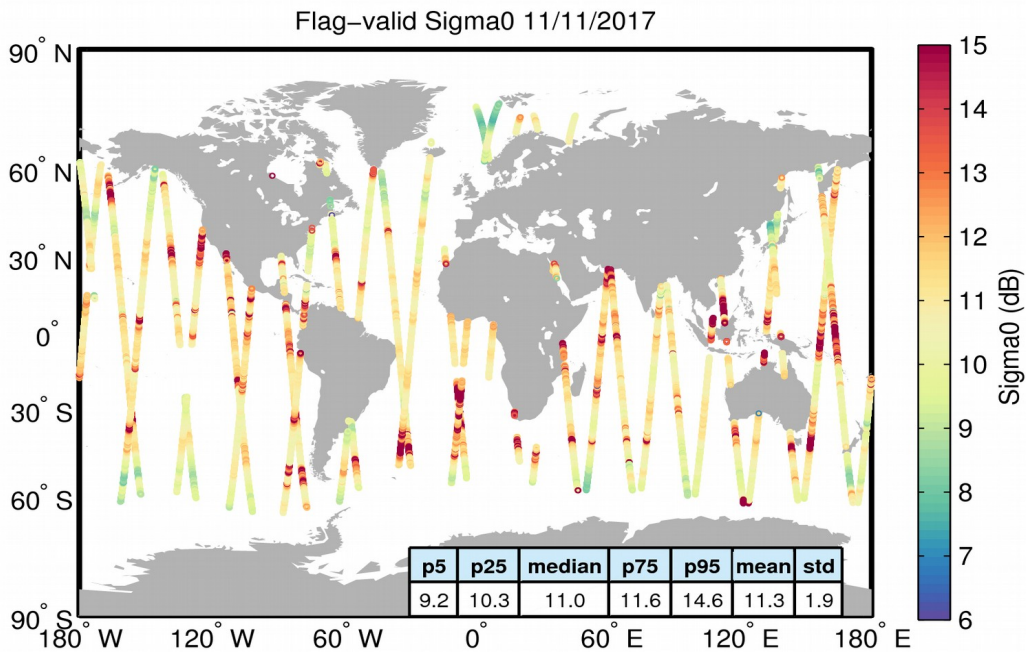 Flag−valid Sigma0 11/11/2017
90° N
60° N
30° N
0°
30° S
60° S
90° S
180° W
120° W
60° W
0°
60° E
120° E
180° E
p5 p25 median p75 p95 mean std
9.2 10.3 11.0 11.6 14.6 11.3 1.9
15
14
13
12
11
10
9
8
7
6
Sigma0 (dB)